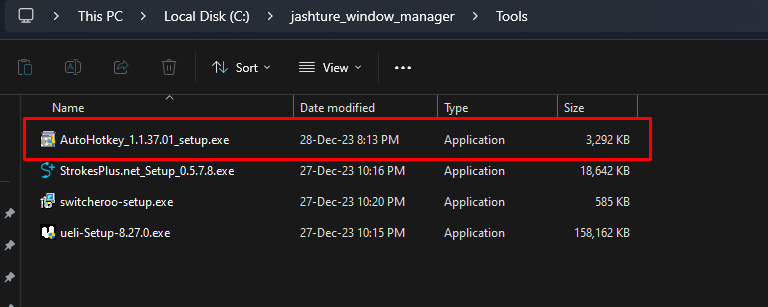 This PC > Local Disk (C:) > jashture_window_manager > Tools
Sort View
Name Date modified Type Size
AutoHotkey_1.1.37.01_setup.exe 28-Dec-23 8:13 PM Application 3,292 KB
StrokesPlus.net_Setup_0.5.7.8.exe 27-Dec-23 10:16 PM Application 18,642 KB
switcheroo-setup.exe 27-Dec-23 10:20 PM Application 585 KB
ueli-Setup-8.27.0.exe 27-Dec-23 10:15 PM Application 158,162 KB